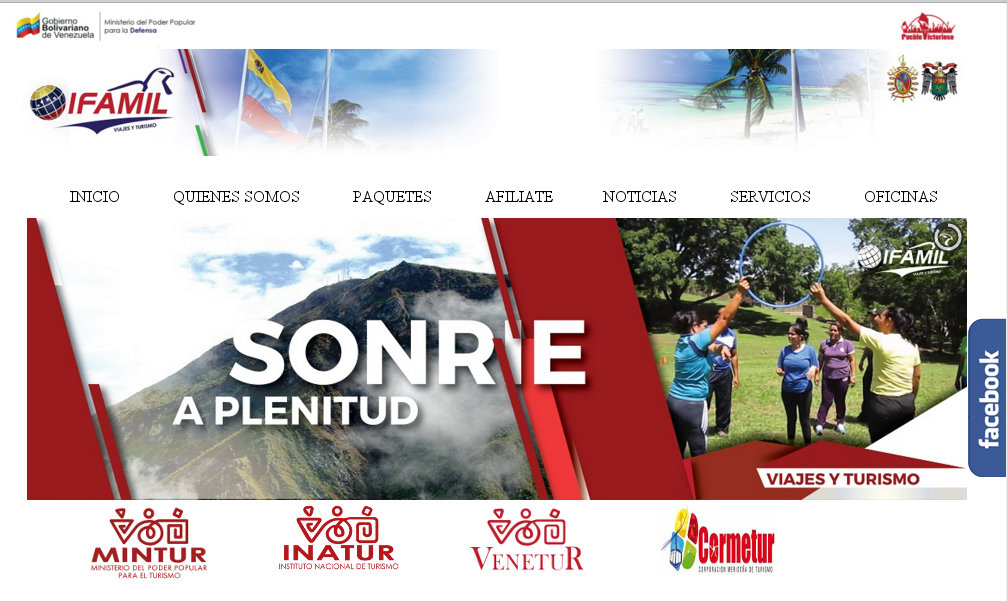 Gobierno
Bolivariano
de Venezuela
Ministerio del Poder Popular
para la Defensa
Pueblo Victorioso
IFAMIL
VIAJES Y TURISMO
INICIO
QUIENES SOMOS
PAQUETES
AFILIATE
NOTICIAS
SERVICIOS
OFICINAS
IFAMIL
VIAJES Y TURISMO
SONRIE
A PLENITUD
VIAJES Y TURISMO
facebook
MINTUR
MINISTERIO DEL PODER POPULAR
PARA EL TURISMO
INATUR
INSTITUTO NACIONAL DE TURISMO
VENETUR
Cormetur
CORPORACION MERIDEÑA DE TURISMO